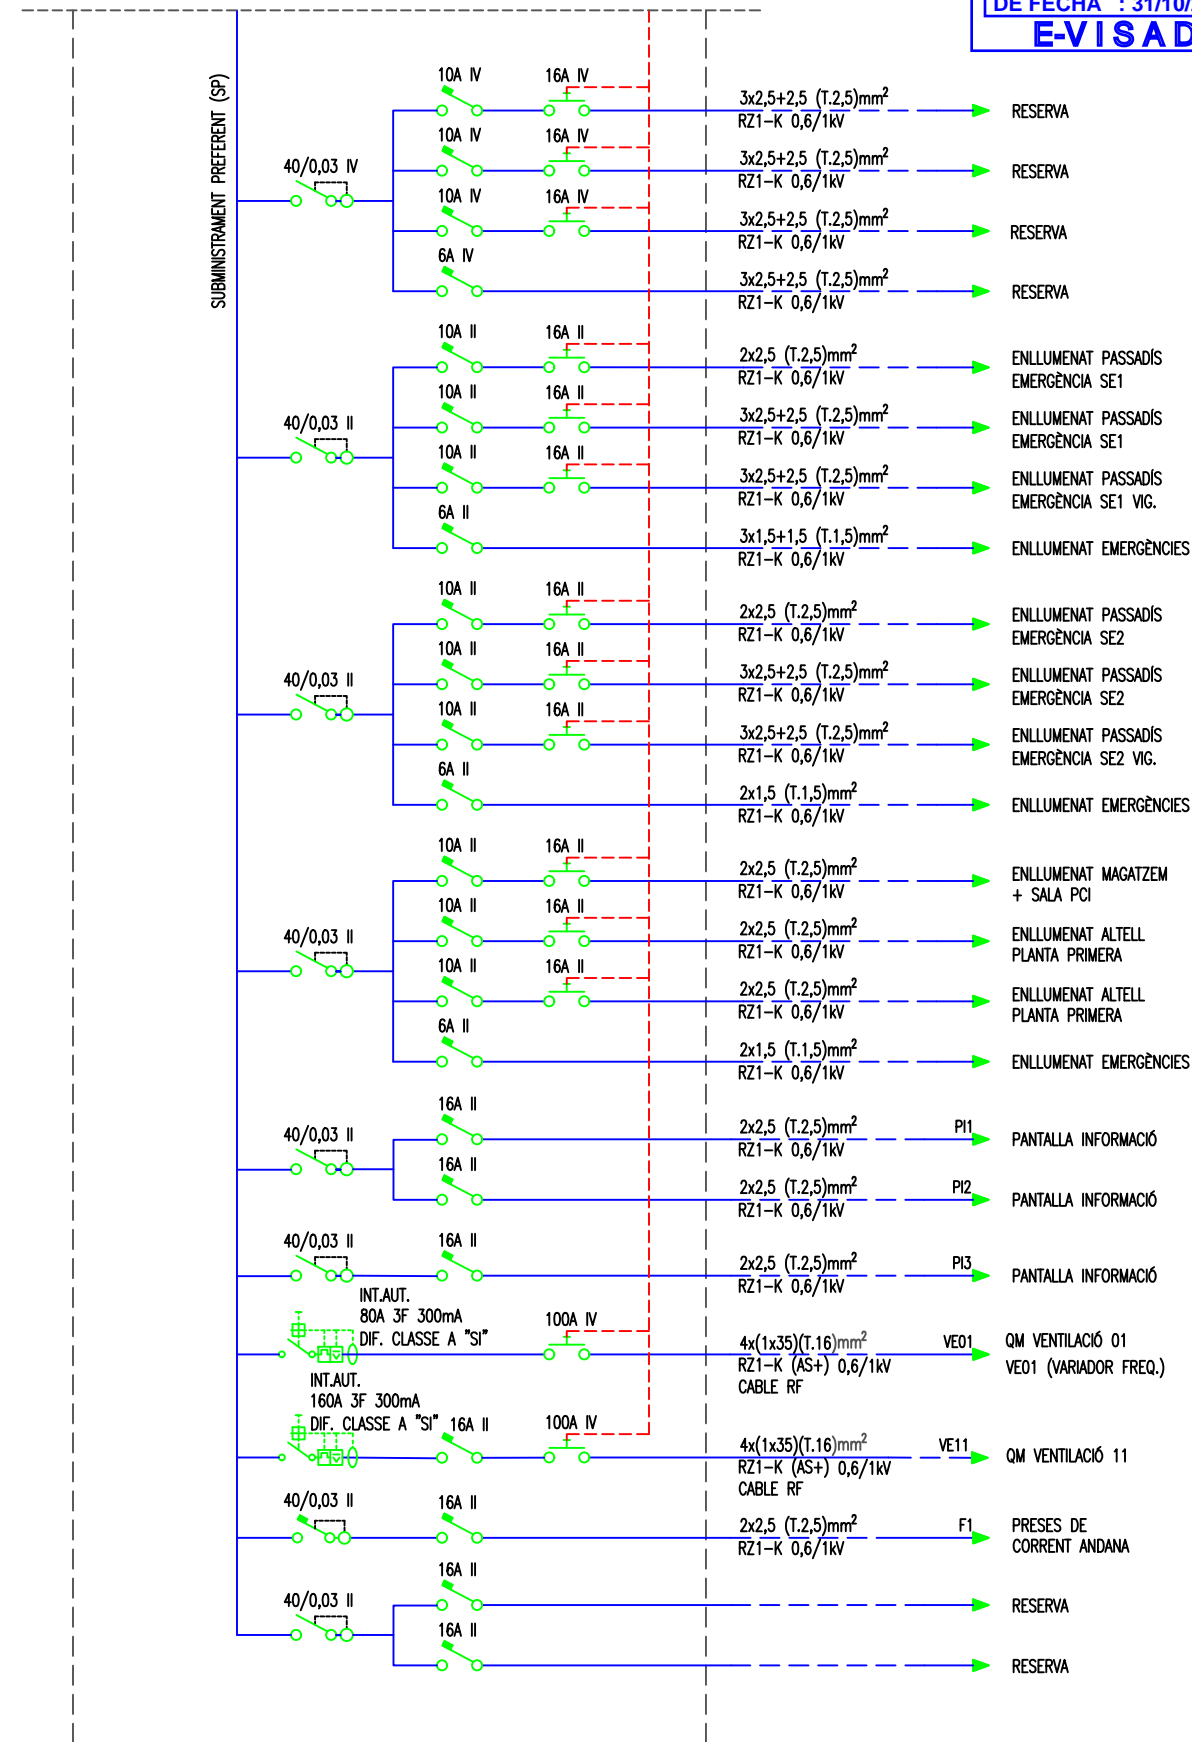 DE FECHA : 31/10/
E-VISAD
SUBMINISTRAMENT PREFERENT (SP)
40/0,03 IV
10A IV
16A IV
3x2,5+2,5 (T.2,5)mm²
RZ1-K 0,6/1kV
RESERVA
10A IV
16A IV
3x2,5+2,5 (T.2,5)mm²
RZ1-K 0,6/1kV
RESERVA
10A IV
16A IV
3x2,5+2,5 (T.2,5)mm²
RZ1-K 0,6/1kV
RESERVA
6A IV
3x2,5+2,5 (T.2,5)mm²
RZ1-K 0,6/1kV
RESERVA
40/0,03 II
10A II
16A II
2x2,5 (T.2,5)mm²
RZ1-K 0,6/1kV
ENLLUMENAT PASSADÍS
EMERGÈNCIA SE1
10A II
16A II
3x2,5+2,5 (T.2,5)mm²
RZ1-K 0,6/1kV
ENLLUMENAT PASSADÍS
EMERGÈNCIA SE1
10A II
16A II
3x2,5+2,5 (T.2,5)mm²
RZ1-K 0,6/1kV
ENLLUMENAT PASSADÍS
EMERGÈNCIA SE1 VIG.
6A II
3x1,5+1,5 (T.1,5)mm²
RZ1-K 0,6/1kV
ENLLUMENAT EMERGÈNCIES
40/0,03 II
10A II
16A II
2x2,5 (T.2,5)mm²
RZ1-K 0,6/1kV
ENLLUMENAT PASSADÍS
EMERGÈNCIA SE2
10A II
16A II
3x2,5+2,5 (T.2,5)mm²
RZ1-K 0,6/1kV
ENLLUMENAT PASSADÍS
EMERGÈNCIA SE2
10A II
16A II
3x2,5+2,5 (T.2,5)mm²
RZ1-K 0,6/1kV
ENLLUMENAT PASSADÍS
EMERGÈNCIA SE2 VIG.
6A II
2x1,5 (T.1,5)mm²
RZ1-K 0,6/1kV
ENLLUMENAT EMERGÈNCIES
40/0,03 II
10A II
16A II
2x2,5 (T.2,5)mm²
RZ1-K 0,6/1kV
ENLLUMENAT MAGATZEM
+ SALA PCI
10A II
16A II
2x2,5 (T.2,5)mm²
RZ1-K 0,6/1kV
ENLLUMENAT ALTELL
PLANTA PRIMERA
10A II
16A II
2x2,5 (T.2,5)mm²
RZ1-K 0,6/1kV
ENLLUMENAT ALTELL
PLANTA PRIMERA
6A II
2x1,5 (T.1,5)mm²
RZ1-K 0,6/1kV
ENLLUMENAT EMERGÈNCIES
40/0,03 II
16A II
2x2,5 (T.2,5)mm²
RZ1-K 0,6/1kV
PI1
PANTALLA INFORMACIÓ
16A II
2x2,5 (T.2,5)mm²
RZ1-K 0,6/1kV
PI2
PANTALLA INFORMACIÓ
40/0,03 II
16A II
2x2,5 (T.2,5)mm²
RZ1-K 0,6/1kV
PI3
PANTALLA INFORMACIÓ
INT.AUT.
80A 3F 300mA
DIF. CLASSE A "SI"
100A IV
4x(1x35)(T.16)mm²
RZ1-K (AS+) 0,6/1kV
CABLE RF
VE01
QM VENTILACIÓ 01
VE01 (VARIADOR FREQ.)
INT.AUT.
160A 3F 300mA
DIF. CLASSE A "SI"
16A II
100A IV
4x(1x35)(T.16)mm²
RZ1-K (AS+) 0,6/1kV
CABLE RF
VE11
QM VENTILACIÓ 11
40/0,03 II
16A II
2x2,5 (T.2,5)mm²
RZ1-K 0,6/1kV
F1
PRESES DE
CORRENT ANDANA
40/0,03 II
16A II
RESERVA
16A II
RESERVA